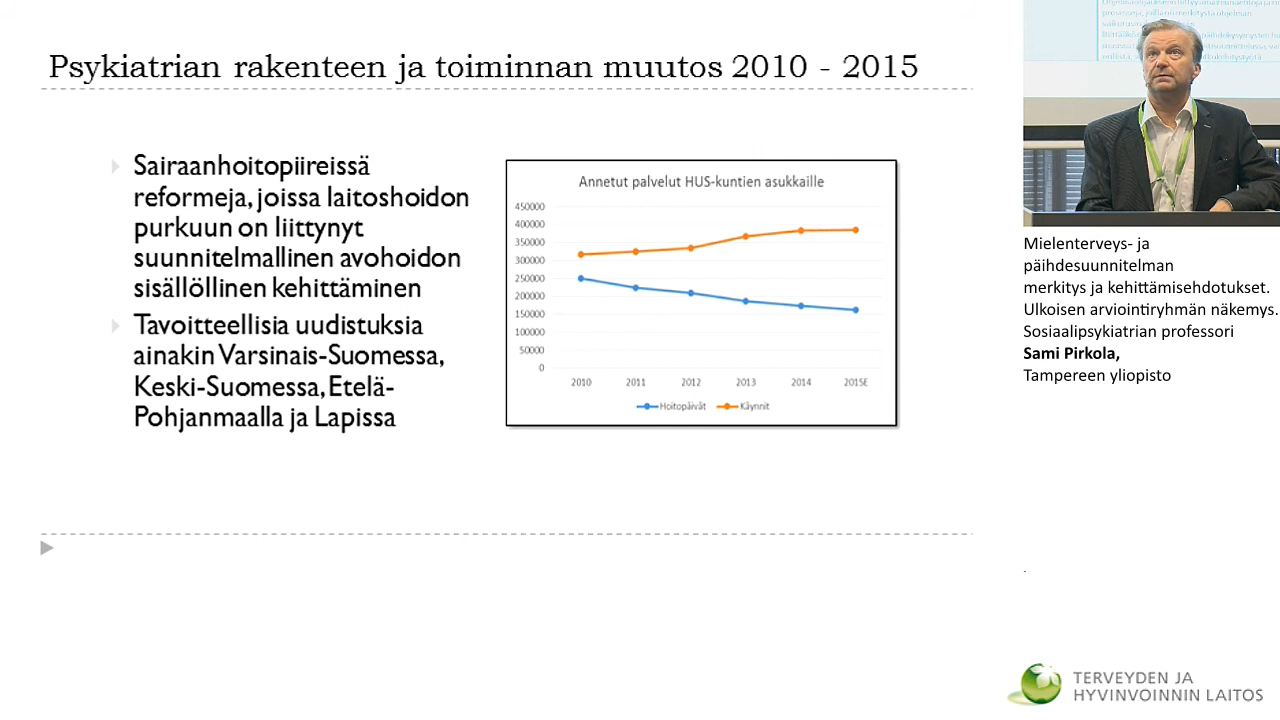 Psykiatrian rakenteen ja toiminnan muutos 2010 - 2015
Sairaanhoitopiireissä
reformeja, joissa laitoshoidon
purkuun on liittynyt
suunnitelmallinen avohoidon
sisällöllinen kehittäminen
Tavoitteellisia uudistuksia
ainakin Varsinais-Suomessa,
Keski-Suomessa, Etelä-
Pohjanmaalla ja Lapissa
Annetut palvelut HUS-kuntien asukkaille
450000
400000
350000
300000
250000
200000
150000
100000
50000
0
2010 2011 2012 2013 2014 2015E
Hoitopäivät Käynnit
Mielenterveys- ja
päihdesuunnitelman
merkitys ja kehittämisehdotukset.
Ulkoisen arviointiryhmän näkemys.
Sosiaalipsykiatrian professori
Sami Pirkola,
Tampereen yliopisto
.
TERVEYDEN JA
HYVINVOINNIN LAITOS